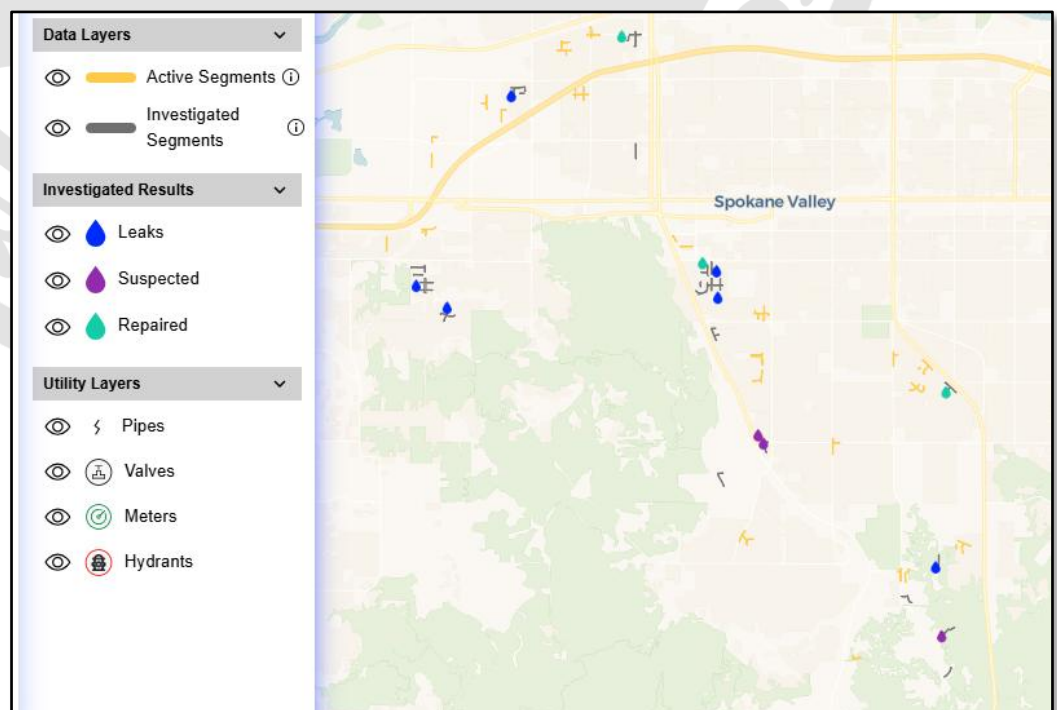 Data Layers
Active Segments
Investigated
Segments
Investigated Results
Leaks
Suspected
Repaired
Utility Layers
Pipes
Valves
Meters
Hydrants
Spokane Valley